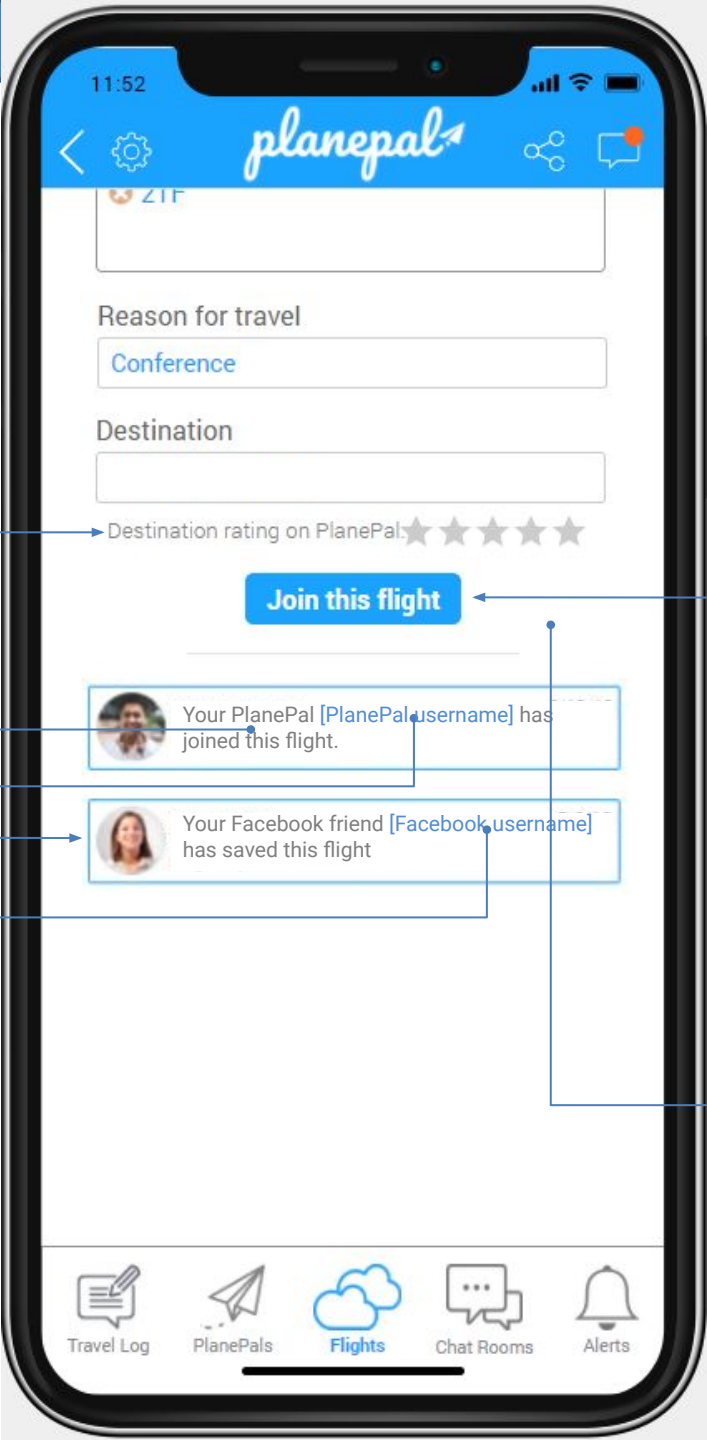 11:52
planepal
21F
Reason for travel
Conference
Destination
Destination rating on PlanePal:
Join this flight
Your PlanePal [PlanePal username] has
joined this flight.
Your Facebook friend [Facebook username]
has saved this flight
Travel Log
PlanePals
Flights
Chat Rooms
Alerts